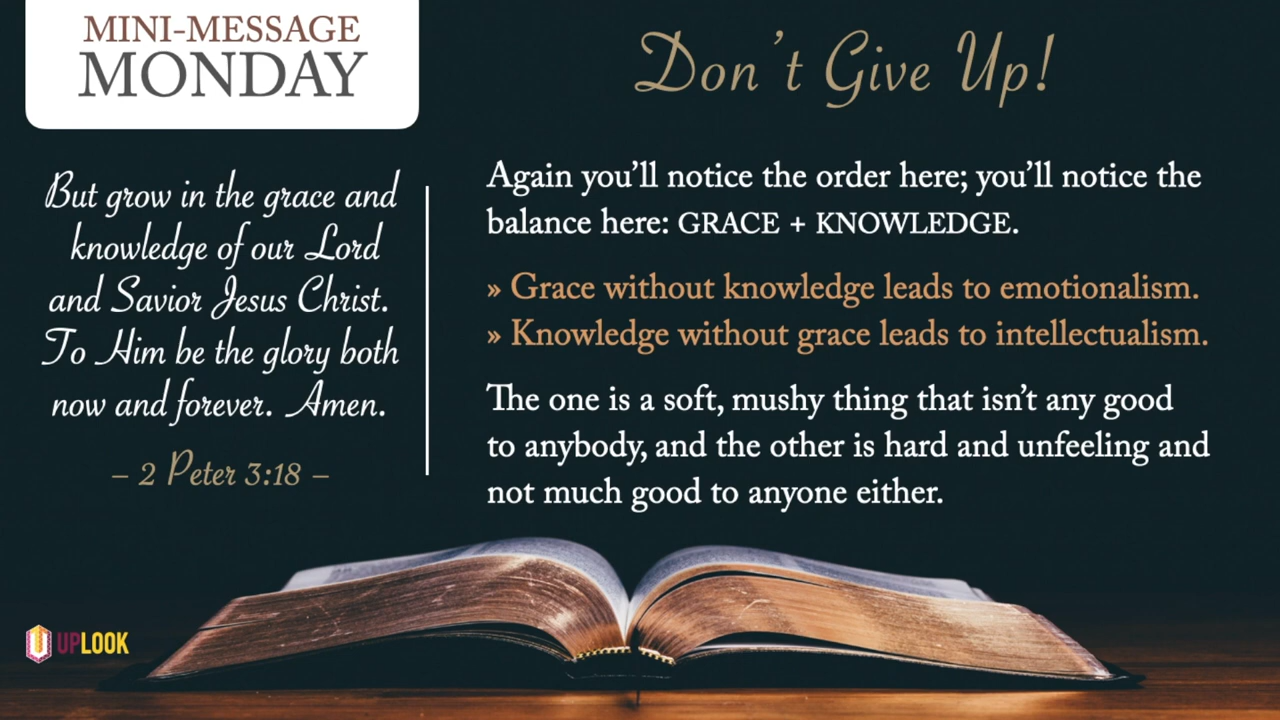 MINI-MESSAGE
MONDAY
But grow in the grace and
knowledge of our Lord
and Savior Jesus Christ.
To Him be the glory both
now and forever. Amen.
– 2 Peter 3:18 –
Don't Give Up!
Again you’ll notice the order here; you’ll notice the
balance here: GRACE + KNOWLEDGE.
» Grace without knowledge leads to emotionalism.
» Knowledge without grace leads to intellectualism.
The one is a soft, mushy thing that isn’t any good
to anybody, and the other is hard and unfeeling and
not much good to anyone either.
UPLOOK